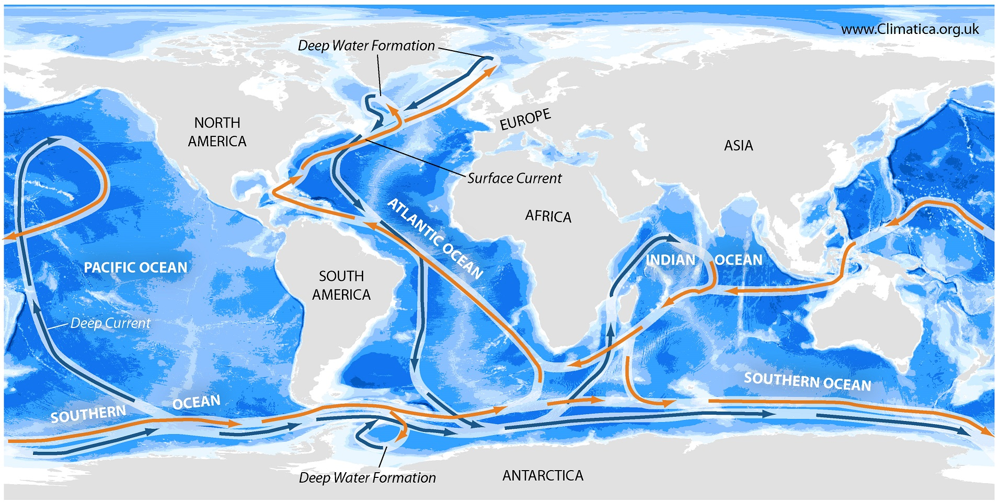 www.Climatica.org.uk
Deep Water Formation
NORTH
AMERICA
EUROPE
ASIA
Surface Current
ATLANTIC OCEAN
AFRICA
PACIFIC OCEAN
INDIAN OCEAN
SOUTH
AMERICA
Deep Current
SOUTHERN OCEAN
SOUTHERN OCEAN
Deep Water Formation
ANTARCTICA